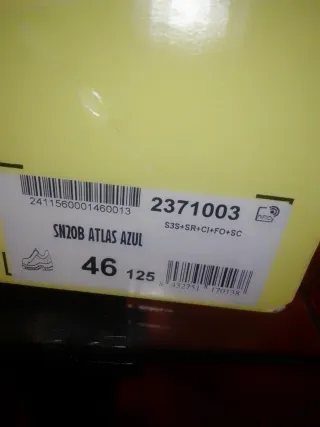 2411560001460013
2371003
S3S+SR+CI+FO+SC
SN20B ATLAS AZUL
46 125